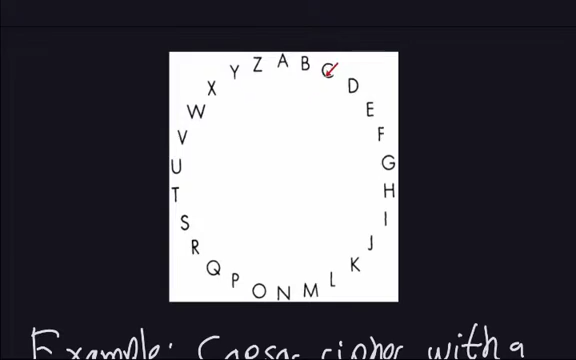 A B C D E F G H I J K L M N O P Q R S T U V W X Y Z
Example: Caesar cipher with a